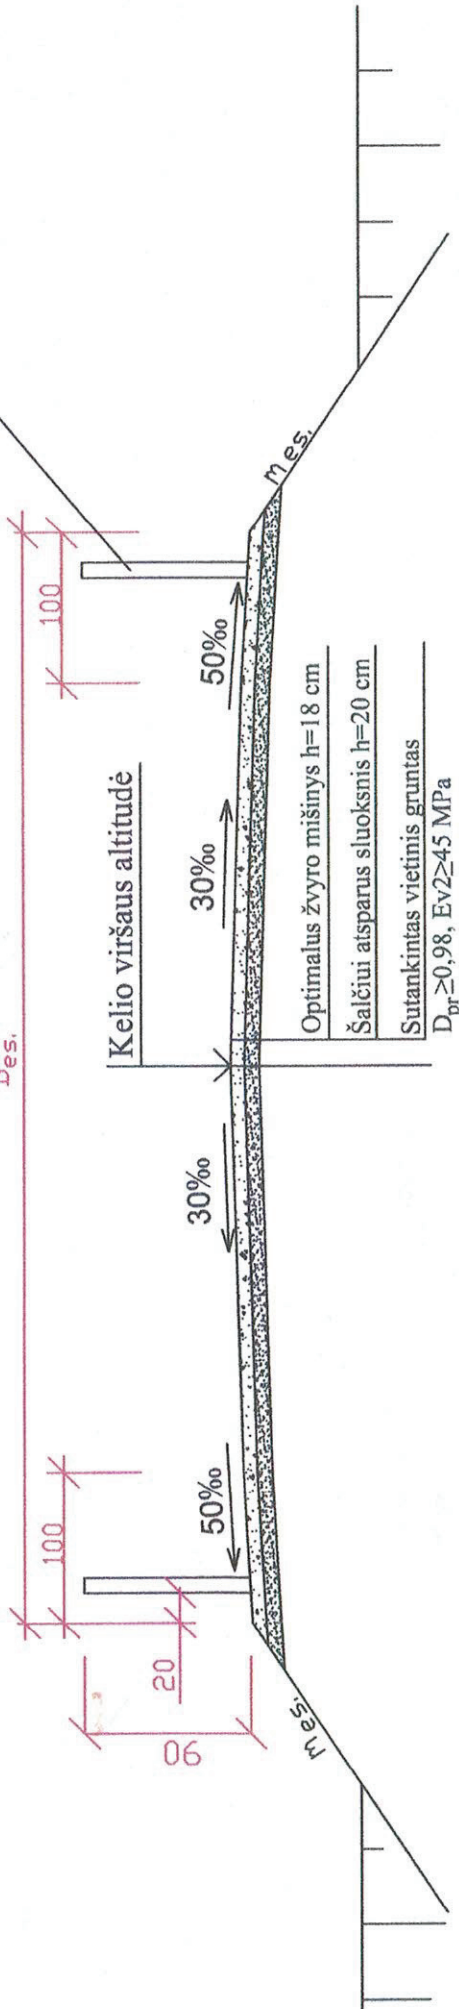 Bes.
100
100
20
90
Kelio viršaus altitudė
50‰
30‰
30‰
50‰
mes.
mes.
Optimalus žvyro mišinys h=18 cm
Šalčiui atsparus sluoksnis h=20 cm
Sutankintas vietinis gruntas
Dpr≥0,98, Ev2≥45 MPa